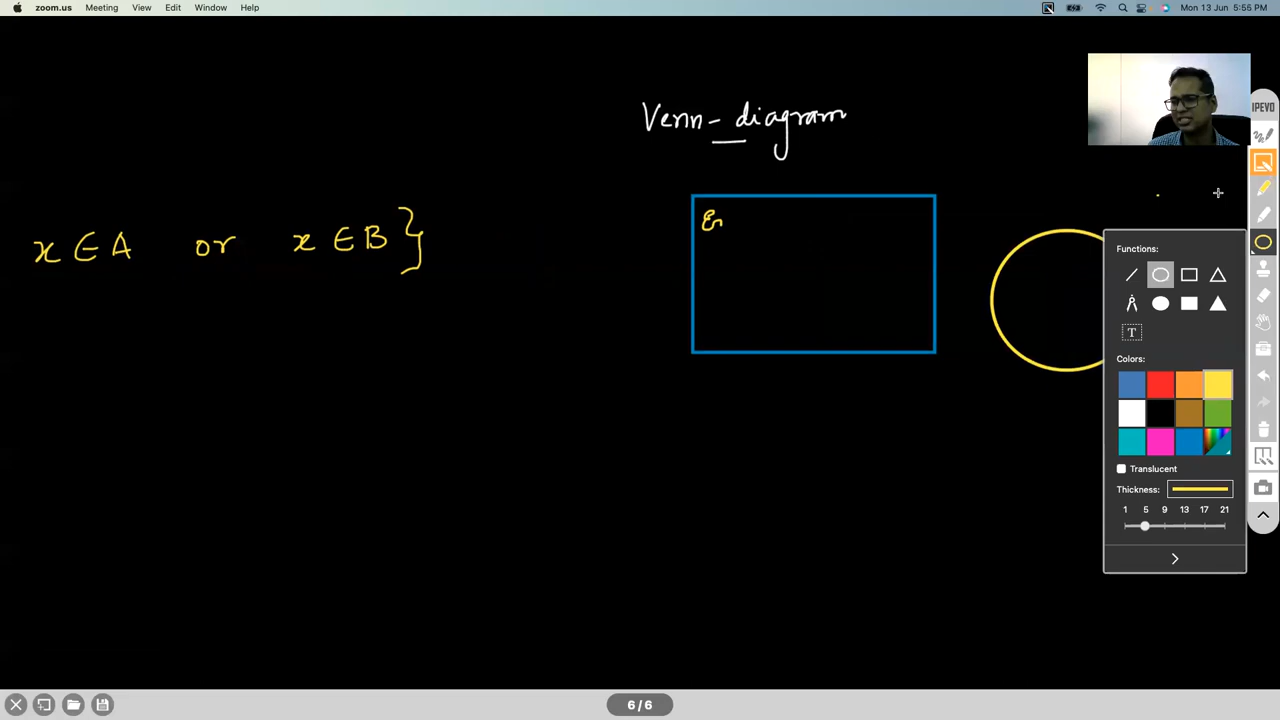 zoom.us Meeting View Edit Window Help Mon 13 Jun 5:55 PM
Venn-diagram
IPEVO
x ∈ A or x ∈ B}
Functions:
T
Colors:
Translucent
Thickness:
1 5 9 13 17 21
6 / 6